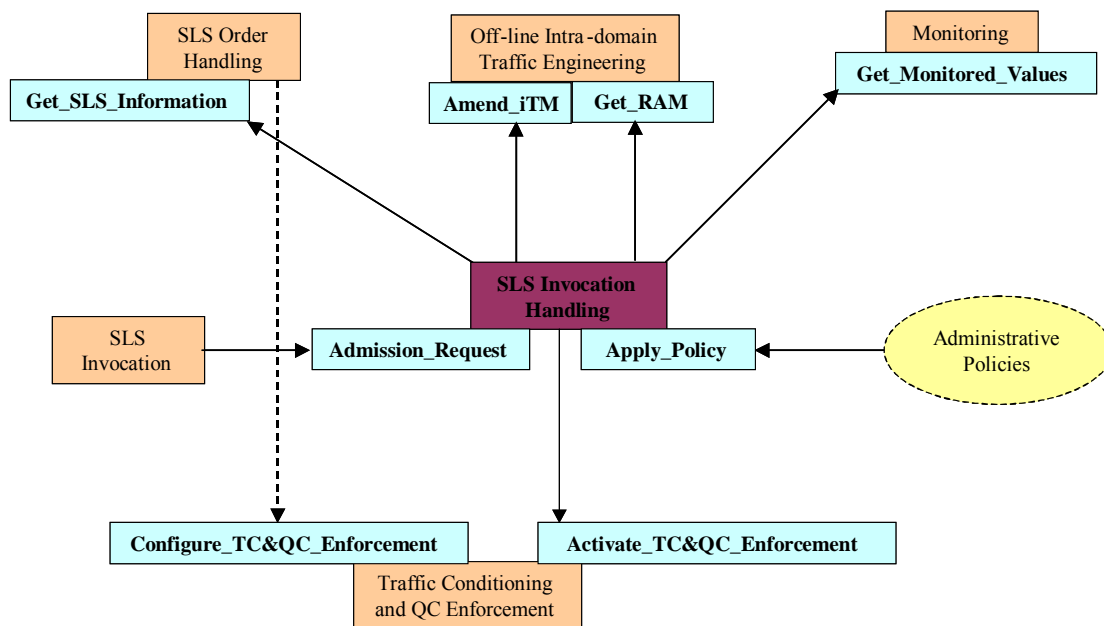 SLS Order
Handling
Get_SLS_Information
Off-line Intra-domain
Traffic Engineering
Amend_iTM
Get_RAM
Monitoring
Get_Monitored_Values
SLS Invocation
Handling
SLS
Invocation
Admission_Request
Apply_Policy
Administrative
Policies
Configure_TC&QC_Enforcement
Activate_TC&QC_Enforcement
Traffic Conditioning
and QC Enforcement